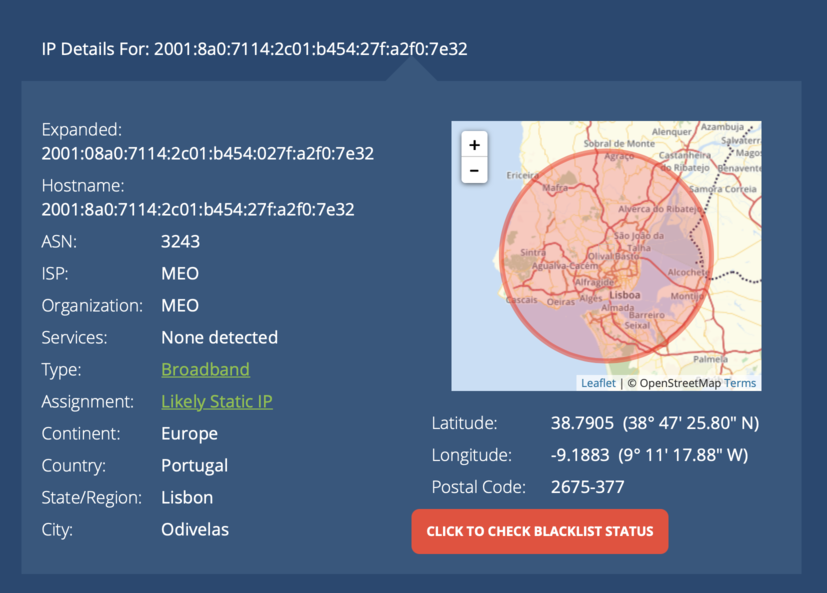 IP Details For: 2001:8a0:7114:2c01:b454:27f:a2f0:7e32
Expanded:
2001:08a0:7114:2c01:b454:027f:a2f0:7e32
Hostname:
2001:8a0:7114:2c01:b454:27f:a2f0:7e32
ASN: 3243
ISP: MEO
Organization: MEO
Services: None detected
Type: Broadband
Assignment: Likely Static IP
Continent: Europe
Country: Portugal
State/Region: Lisbon
City: Odivelas
+
-
Azambuja
Alenquer
Salvaterr
Sobral de Monte
Agraço
Castanheira
do Ribatejo
Magos
Benavente
Ericeira
Mafra
Samora Correia
Alverca do Ribatejo
São João da
Talha
Sintra
Olival Basto
Agualva-Cacém
Alfragide
Alcochete
Cascais
Oeiras
Algés
Lisboa
Montijo
Almada
Barreiro
Seixal
Palmela
Leaflet | © OpenStreetMap Terms
Latitude: 38.7905 (38° 47' 25.80" N)
Longitude: -9.1883 (9° 11' 17.88" W)
Postal Code: 2675-377
CLICK TO CHECK BLACKLIST STATUS